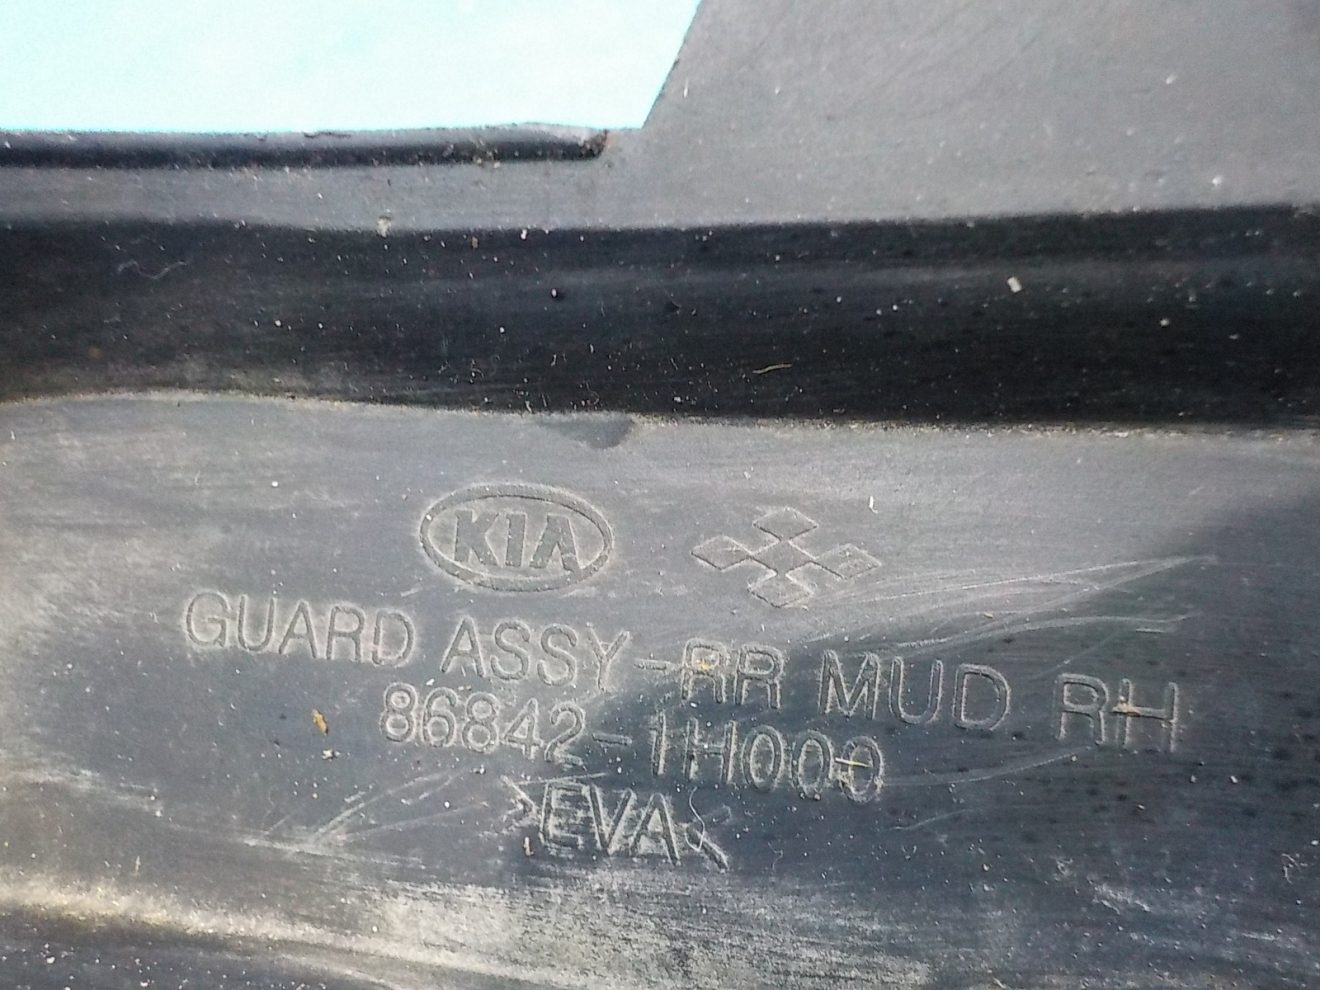 KIA
GUARD ASSY-RR MUD RH
86842-1H000
>EVA<